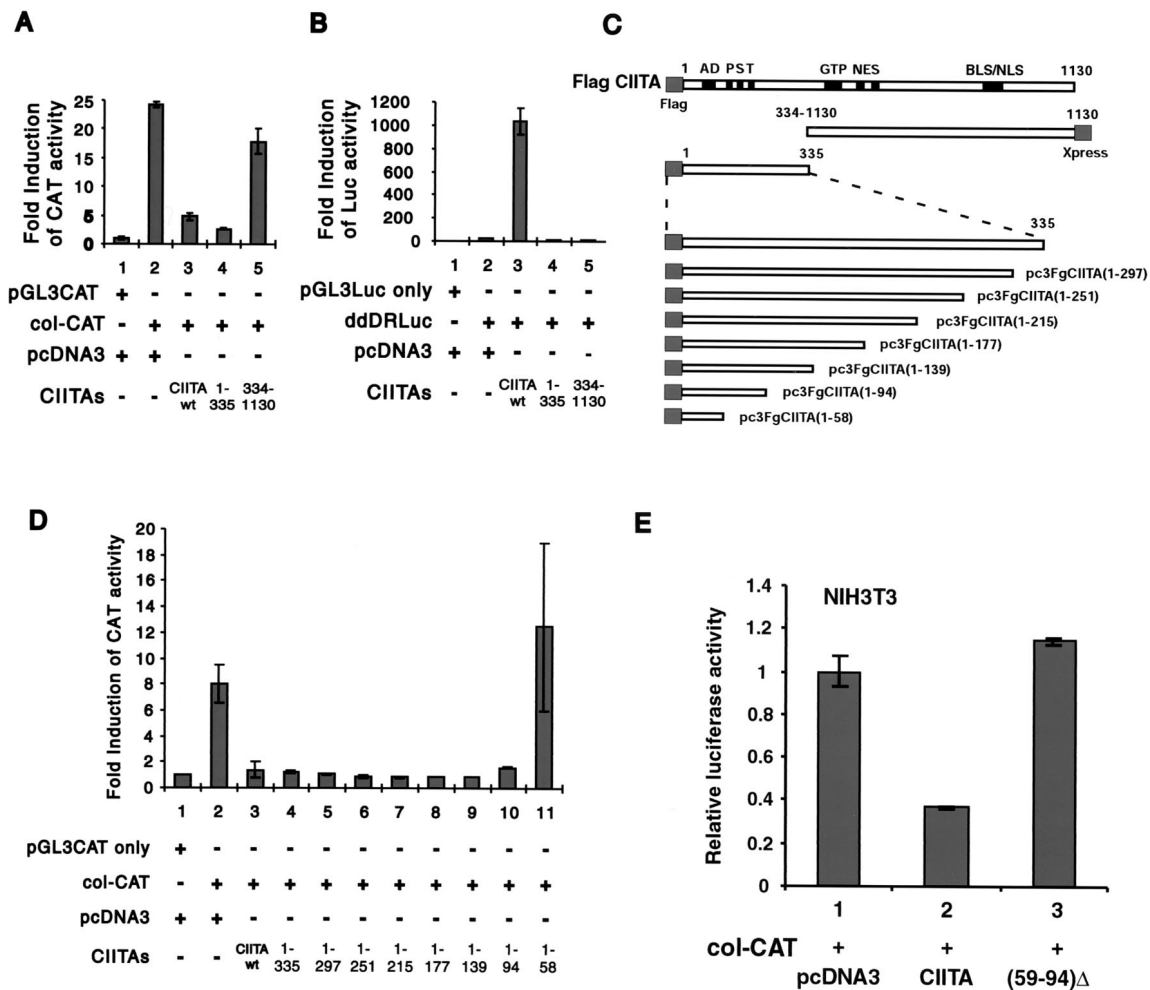 A
Fold Induction
of CAT activity
25
20
15
10
5
0
1 2 3 4 5
pGL3CAT + - - - -
col-CAT - + + + +
pcDNA3 + + - - -
CIITAs - - CIITA wt 1-335 334-1130
B
Fold Induction
of Luc activity
1200
1000
800
600
400
200
0
1 2 3 4 5
pGL3Luc only + - - - -
ddDRLuc - + + + +
pcDNA3 + + - - -
CIITAs - - CIITA wt 1-335 334-1130
C
1 AD PST GTP NES BLS/NLS 1130
Flag CIITA
Flag
334-1130 1130
Xpress
1 335
335
pc3FgCIITA(1-297)
pc3FgCIITA(1-251)
pc3FgCIITA(1-215)
pc3FgCIITA(1-177)
pc3FgCIITA(1-139)
pc3FgCIITA(1-94)
pc3FgCIITA(1-58)
D
Fold Induction of CAT activity
20
18
16
14
12
10
8
6
4
2
0
1 2 3 4 5 6 7 8 9 10 11
pGL3CAT only + - - - - - - - - - -
col-CAT - + + + + + + + + + +
pcDNA3 + + - - - - - - - - -
CIITAs - - CIITA wt 1-335 1-297 1-251 1-215 1-177 1-139 1-94 1-58
E
NIH3T3
Relative luciferase activity
1.4
1.2
1
0.8
0.6
0.4
0.2
0
1 2 3
col-CAT + + +
pcDNA3 CIITA (59-94)Δ